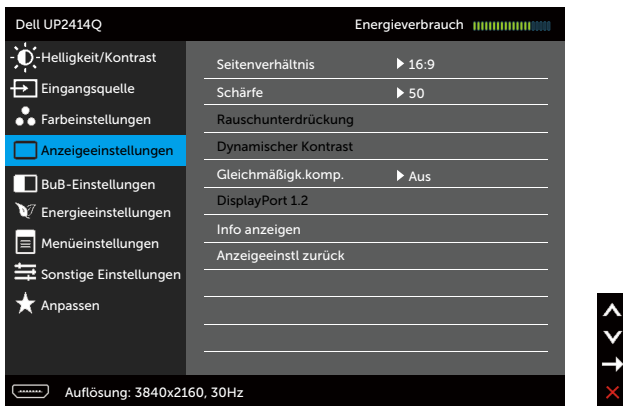 Dell UP2414Q
Energieverbrauch
Helligkeit/Kontrast
Eingangsquelle
Farbeinstellungen
Anzeigeeinstellungen
BuB-Einstellungen
Energieeinstellungen
Menüeinstellungen
Sonstige Einstellungen
Anpassen
Seitenverhältnis 16:9
Schärfe 50
Rauschunterdrückung
Dynamischer Kontrast
Gleichmäßigk.komp. Aus
DisplayPort 1.2
Info anzeigen
Anzeigeeinstl zurück
Auflösung: 3840x2160, 30Hz